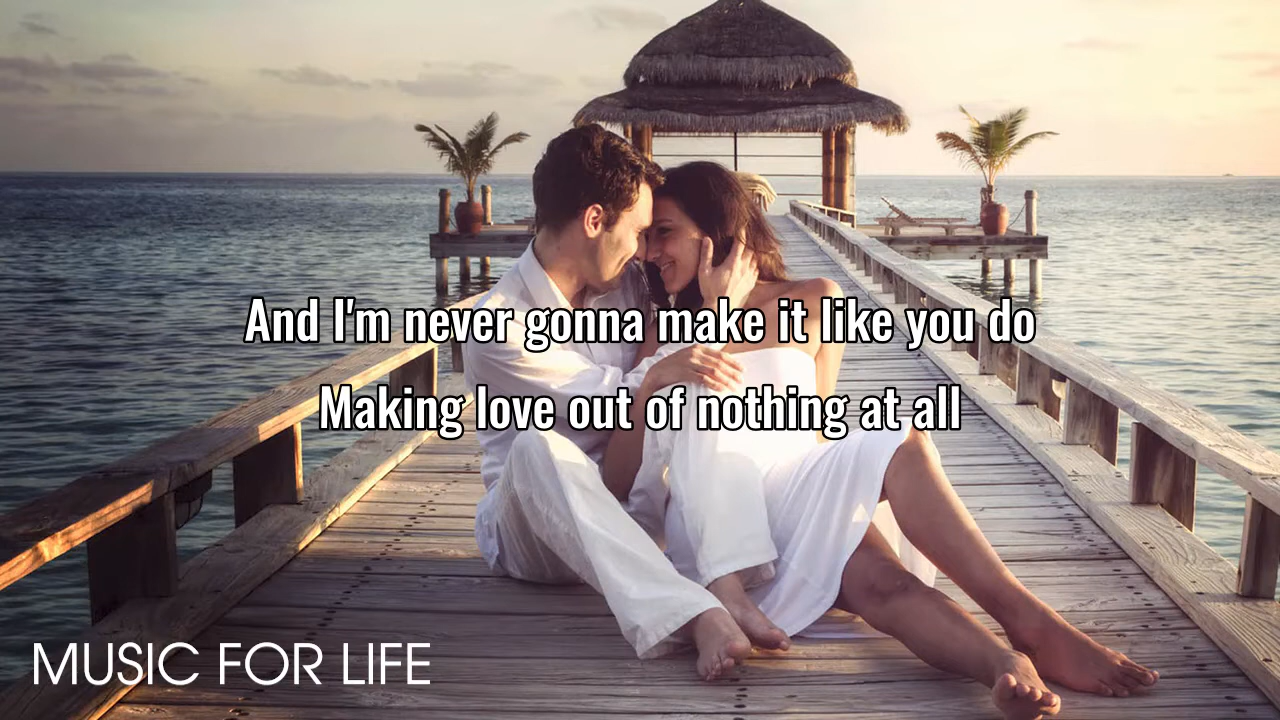 And I'm never gonna make it like you do
Making love out of nothing at all
MUSIC FOR LIFE